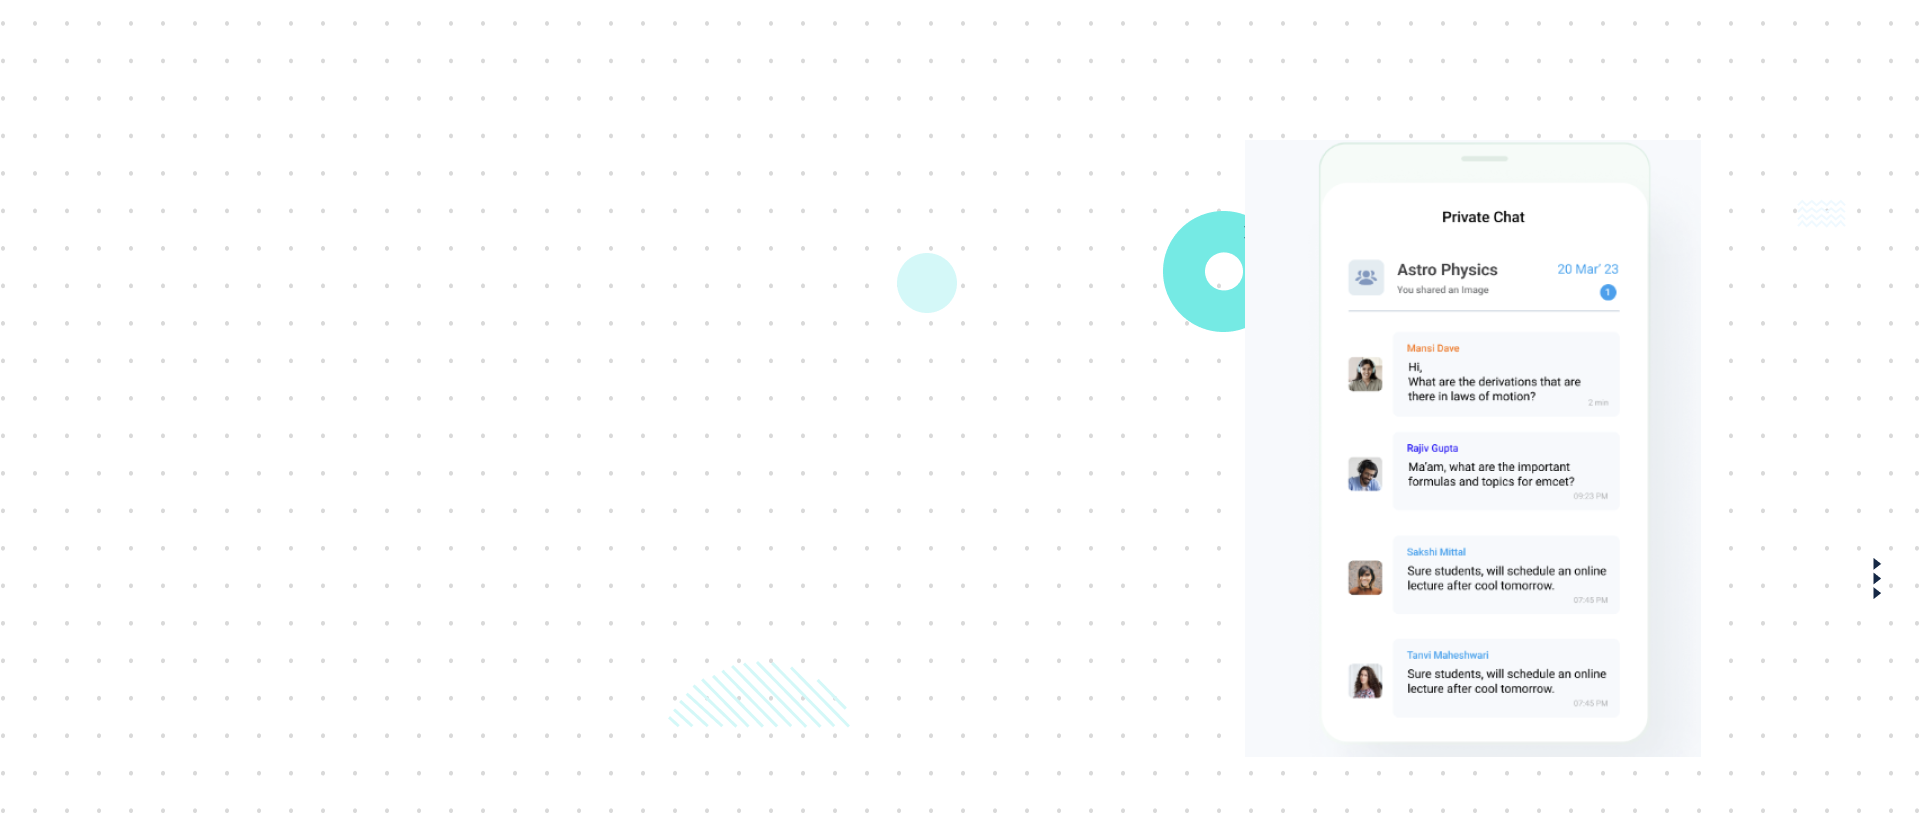 Private Chat
Astro Physics
20 Mar' 23
You shared an Image
1
Mansi Dave
Hi,
What are the derivations that are
there in laws of motion?
2 min
Rajiv Gupta
Ma'am, what are the important
formulas and topics for emcet?
09:23 PM
Sakshi Mittal
Sure students, will schedule an online
lecture after cool tomorrow.
07:45 PM
Tanvi Maheshwari
Sure students, will schedule an online
lecture after cool tomorrow.
07:45 PM